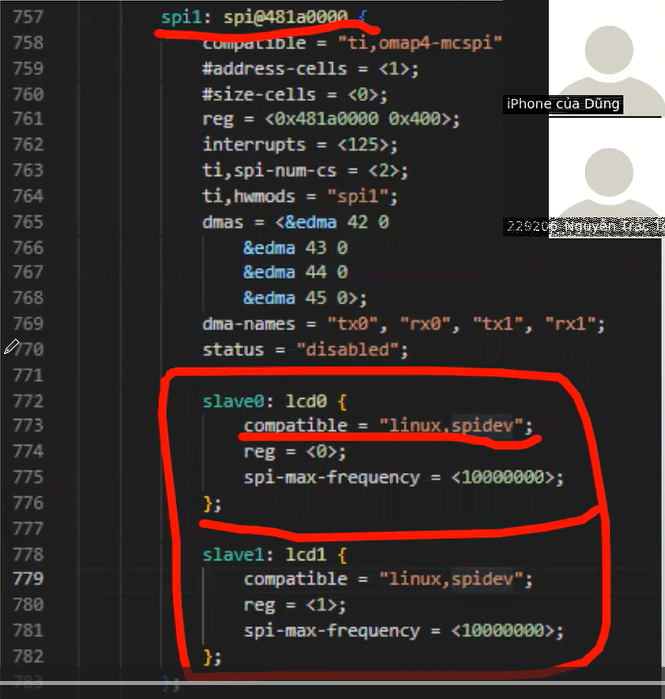 757 spi1: spi@481a0000 {
758 compatible = "ti,omap4-mcspi"
759 #address-cells = <1>;
760 #size-cells = <0>;
761 reg = <0x481a0000 0x400>;
762 interrupts = <125>;
763 ti,spi-num-cs = <2>;
764 ti,hwmods = "spi1";
765 dmas = <&edma 42 0
766 &edma 43 0
767 &edma 44 0
768 &edma 45 0>;
769 dma-names = "tx0", "rx0", "tx1", "rx1";
770 status = "disabled";
771
772 slave0: lcd0 {
773 compatible = "linux,spidev";
774 reg = <0>;
775 spi-max-frequency = <10000000>;
776 };
777
778 slave1: lcd1 {
779 compatible = "linux,spidev";
780 reg = <1>;
781 spi-max-frequency = <10000000>;
782 };
783 };
iPhone của Dũng
229206 Nguyễn Trác